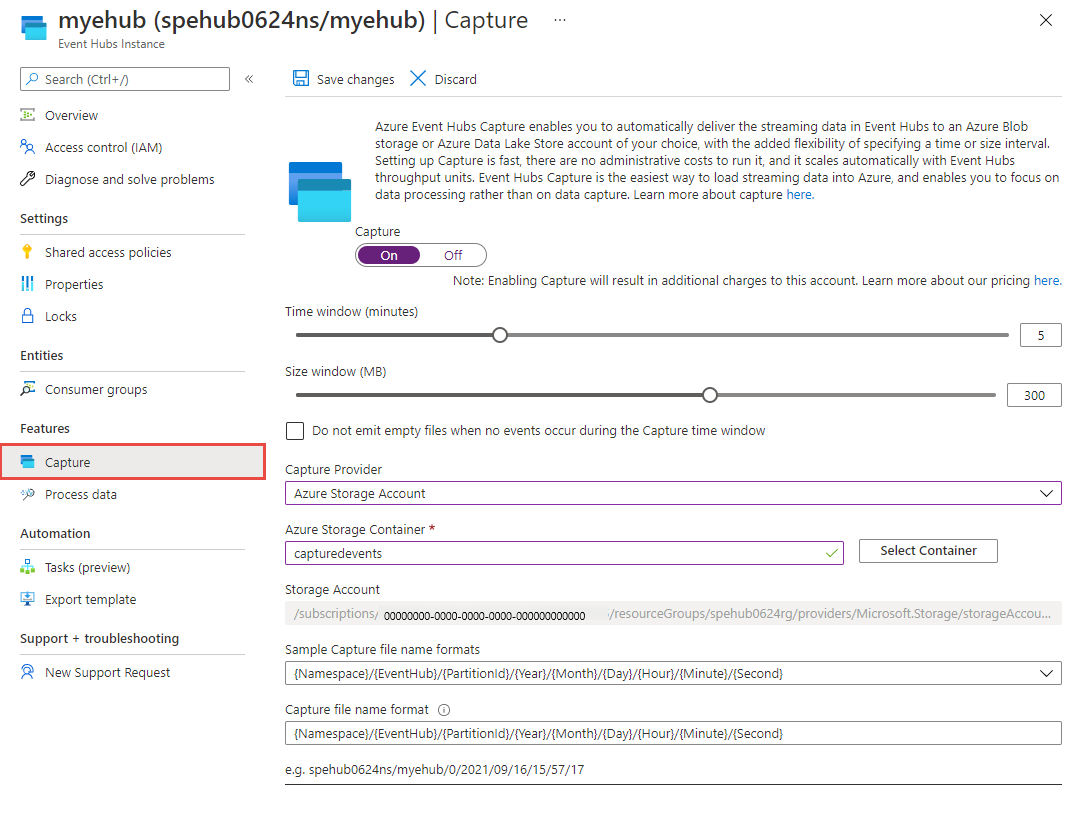 myehub (spehub0624ns/myehub) | Capture ...
Event Hubs Instance
Search (Ctrl+/)
«
Overview
Access control (IAM)
Diagnose and solve problems
Settings
Shared access policies
Properties
Locks
Entities
Consumer groups
Features
Capture
Process data
Automation
Tasks (preview)
Export template
Support + troubleshooting
New Support Request
Save changes
Discard
Azure Event Hubs Capture enables you to automatically deliver the streaming data in Event Hubs to an Azure Blob
storage or Azure Data Lake Store account of your choice, with the added flexibility of specifying a time or size interval.
Setting up Capture is fast, there are no administrative costs to run it, and it scales automatically with Event Hubs
throughput units. Event Hubs Capture is the easiest way to load streaming data into Azure, and enables you to focus on
data processing rather than on data capture. Learn more about capture here.
Capture
On Off
Note: Enabling Capture will result in additional charges to this account. Learn more about our pricing here.
Time window (minutes)
5
Size window (MB)
300
Do not emit empty files when no events occur during the Capture time window
Capture Provider
Azure Storage Account
Azure Storage Container *
capturedevents
Select Container
Storage Account
/subscriptions/ 00000000-0000-0000-0000-000000000000 /resourceGroups/spehub0624rg/providers/Microsoft.Storage/storageAccou...
Sample Capture file name formats
{Namespace}/{EventHub}/{PartitionId}/{Year}/{Month}/{Day}/{Hour}/{Minute}/{Second}
Capture file name format
{Namespace}/{EventHub}/{PartitionId}/{Year}/{Month}/{Day}/{Hour}/{Minute}/{Second}
e.g. spehub0624ns/myehub/0/2021/09/16/15/57/17